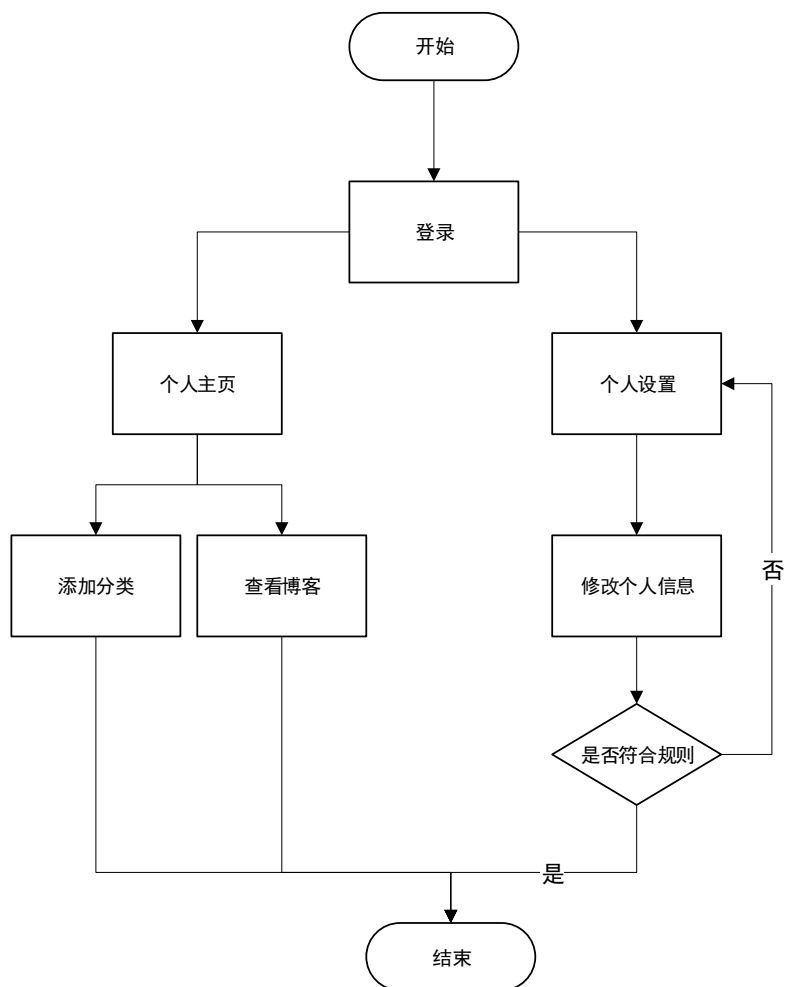 开始
登录
个人主页
个人设置
添加分类
查看博客
修改个人信息
否
是否符合规则
是
结束